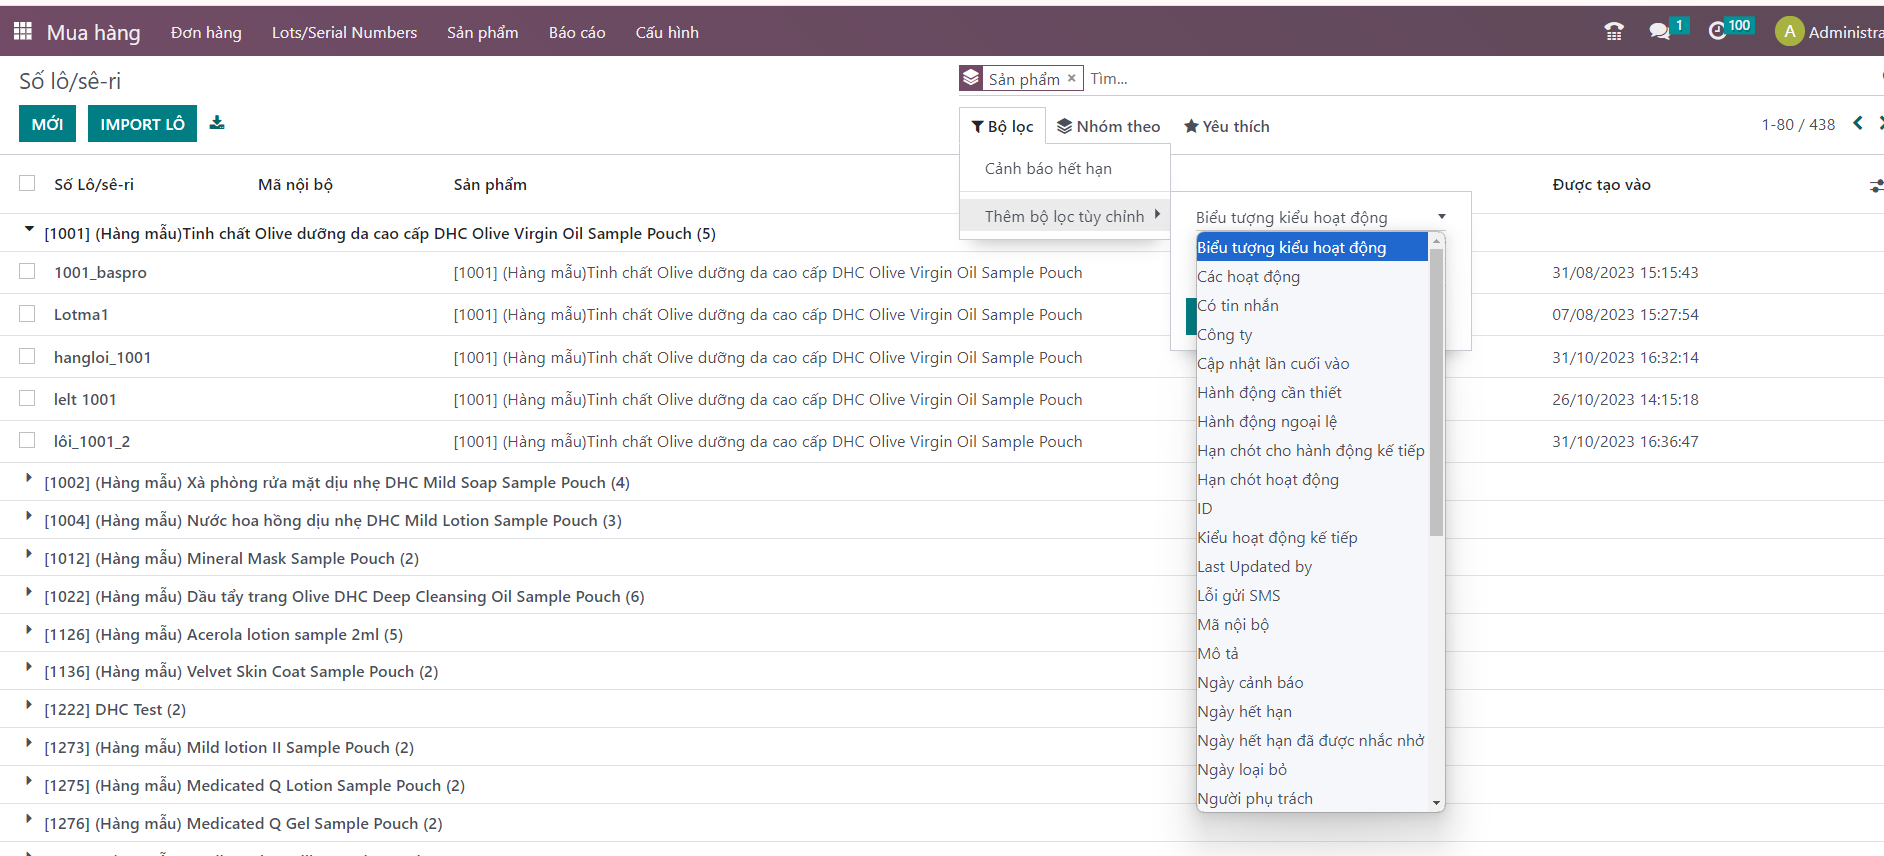 Mua hàng Đơn hàng Lots/Serial Numbers Sản phẩm Báo cáo Cấu hình 1 100 A Administra
Số lô/sê-ri
Sản phẩm × Tìm...
MỚI IMPORT LÔ
Bộ lọc Nhóm theo Yêu thích 1-80 / 438
Cảnh báo hết hạn
Thêm bộ lọc tùy chỉnh
Biểu tượng kiểu hoạt động
Biểu tượng kiểu hoạt động
Các hoạt động
Có tin nhắn
Công ty
Cập nhật lần cuối vào
Hành động cần thiết
Hành động ngoại lệ
Hạn chót cho hành động kế tiếp
Hạn chót hoạt động
ID
Kiểu hoạt động kế tiếp
Last Updated by
Lỗi gửi SMS
Mã nội bộ
Mô tả
Ngày cảnh báo
Ngày hết hạn
Ngày hết hạn đã được nhắc nhở
Ngày loại bỏ
Người phụ trách
Số Lô/sê-ri Mã nội bộ Sản phẩm Được tạo vào
[1001] (Hàng mẫu)Tinh chất Olive dưỡng da cao cấp DHC Olive Virgin Oil Sample Pouch (5)
1001_baspro [1001] (Hàng mẫu)Tinh chất Olive dưỡng da cao cấp DHC Olive Virgin Oil Sample Pouch 31/08/2023 15:15:43
Lotma1 [1001] (Hàng mẫu)Tinh chất Olive dưỡng da cao cấp DHC Olive Virgin Oil Sample Pouch 07/08/2023 15:27:54
hangloi_1001 [1001] (Hàng mẫu)Tinh chất Olive dưỡng da cao cấp DHC Olive Virgin Oil Sample Pouch 31/10/2023 16:32:14
lelt 1001 [1001] (Hàng mẫu)Tinh chất Olive dưỡng da cao cấp DHC Olive Virgin Oil Sample Pouch 26/10/2023 14:15:18
lôi_1001_2 [1001] (Hàng mẫu)Tinh chất Olive dưỡng da cao cấp DHC Olive Virgin Oil Sample Pouch 31/10/2023 16:36:47
[1002] (Hàng mẫu) Xà phòng rửa mặt dịu nhẹ DHC Mild Soap Sample Pouch (4)
[1004] (Hàng mẫu) Nước hoa hồng dịu nhẹ DHC Mild Lotion Sample Pouch (3)
[1012] (Hàng mẫu) Mineral Mask Sample Pouch (2)
[1022] (Hàng mẫu) Dầu tẩy trang Olive DHC Deep Cleansing Oil Sample Pouch (6)
[1126] (Hàng mẫu) Acerola lotion sample 2ml (5)
[1136] (Hàng mẫu) Velvet Skin Coat Sample Pouch (2)
[1222] DHC Test (2)
[1273] (Hàng mẫu) Mild lotion II Sample Pouch (2)
[1275] (Hàng mẫu) Medicated Q Lotion Sample Pouch (2)
[1276] (Hàng mẫu) Medicated Q Gel Sample Pouch (2)